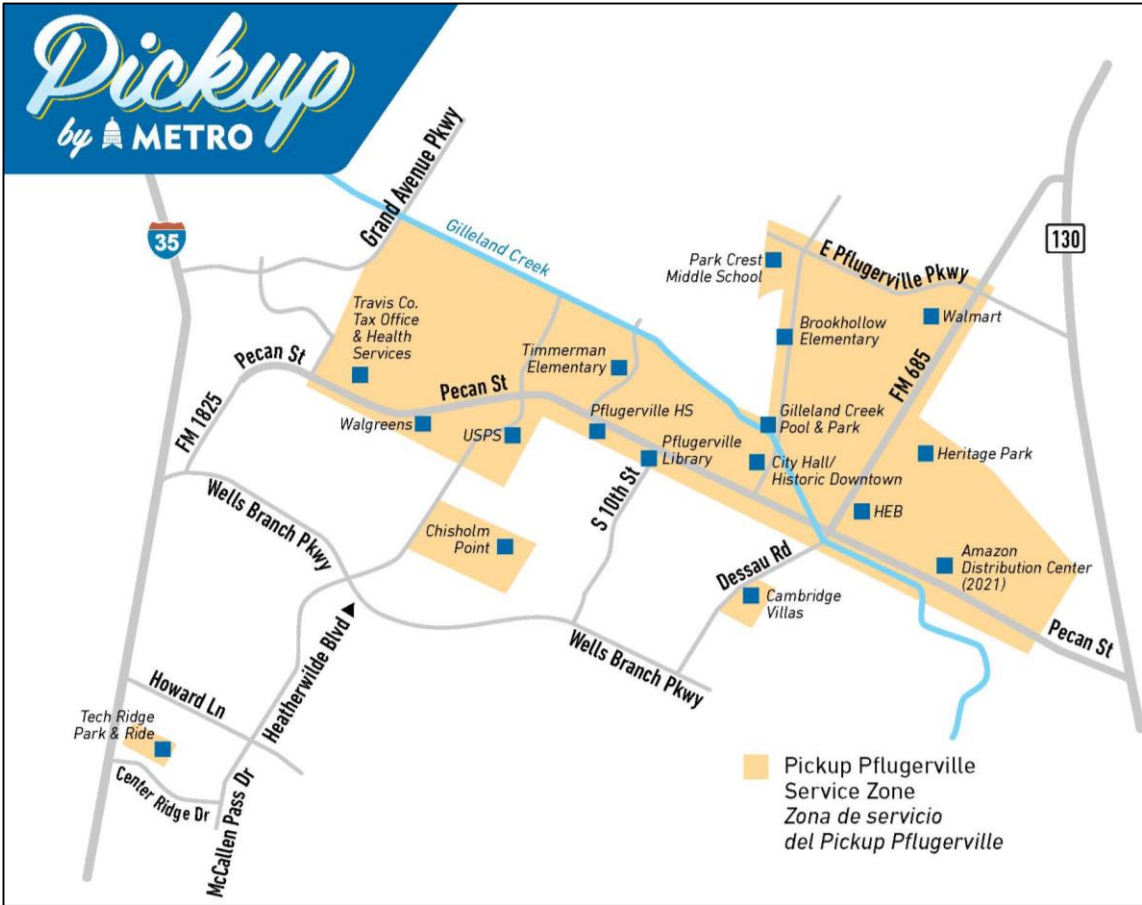 Pickup
by METRO
35
130
Grand Avenue Pkwy
Gilleland Creek
Park Crest
Middle School
E Pflugerville Pkwy
Travis Co.
Tax Office
& Health
Services
Walmart
Brookhollow
Elementary
Pecan St
Timmerman
Elementary
FM 685
Pecan St
FM 1825
Walgreens
USPS
Pflugerville HS
Pflugerville
Library
Gilleland Creek
Pool & Park
City Hall/
Historic Downtown
Heritage Park
HEB
Wells Branch Pkwy
S 10th St
Chisholm
Point
Dessau Rd
Amazon
Distribution Center
(2021)
Cambridge
Villas
Pecan St
Wells Branch Pkwy
Heatherwilde Blvd
Howard Ln
Tech Ridge
Park & Ride
Center Ridge Dr
McCallen Pass Dr
Pickup Pflugerville
Service Zone
Zona de servicio
del Pickup Pflugerville